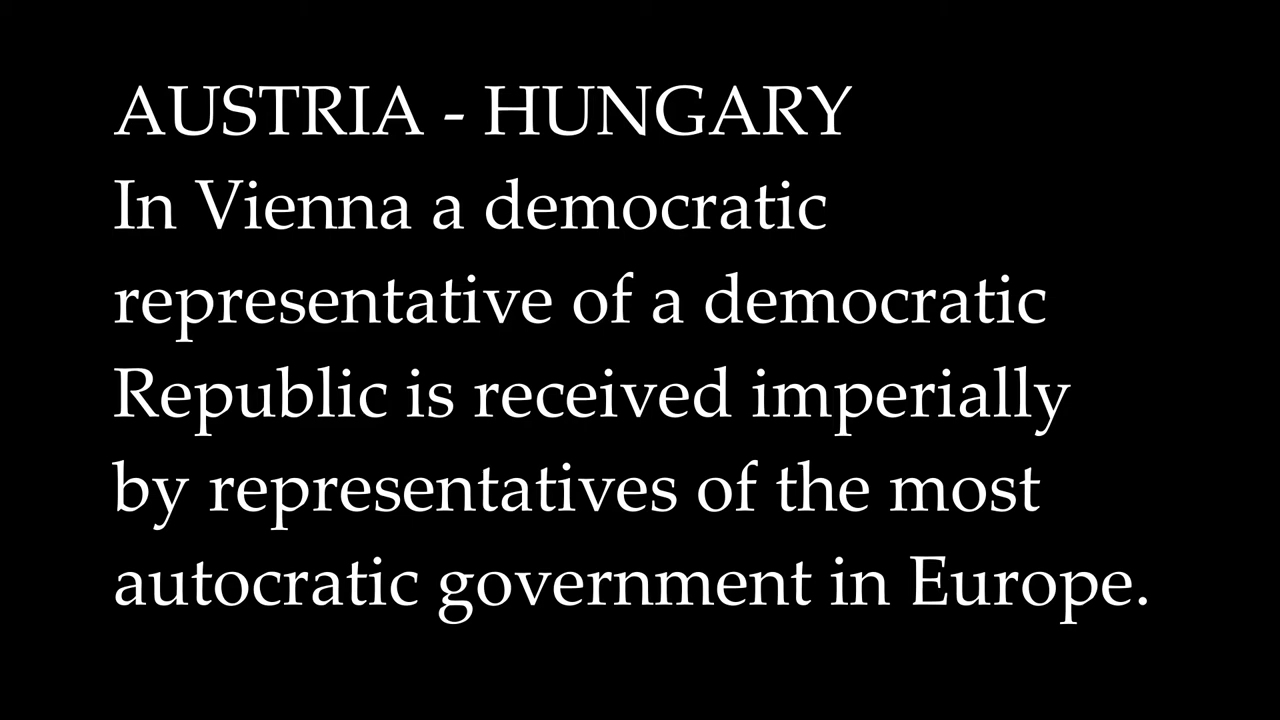 AUSTRIA - HUNGARY
In Vienna a democratic
representative of a democratic
Republic is received imperially
by representatives of the most
autocratic government in Europe.